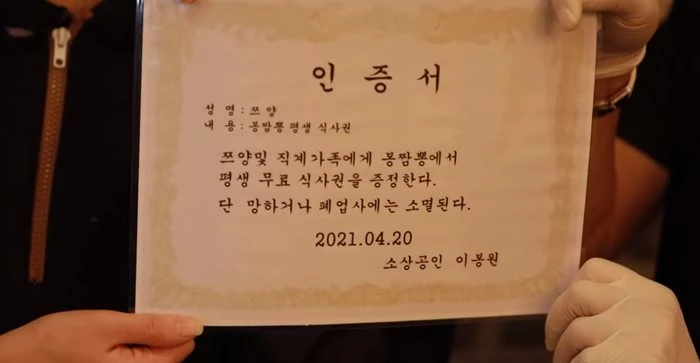 인 증 서
성 명 : 쯔양
내 용 : 봉짬뽕 평생 식사권
쯔양및 직계가족에게 봉짬뽕에서
평생 무료 식사권을 증정한다.
단 망하거나 폐업사에는 소멸된다.
2021.04.20
소상공인 이봉원